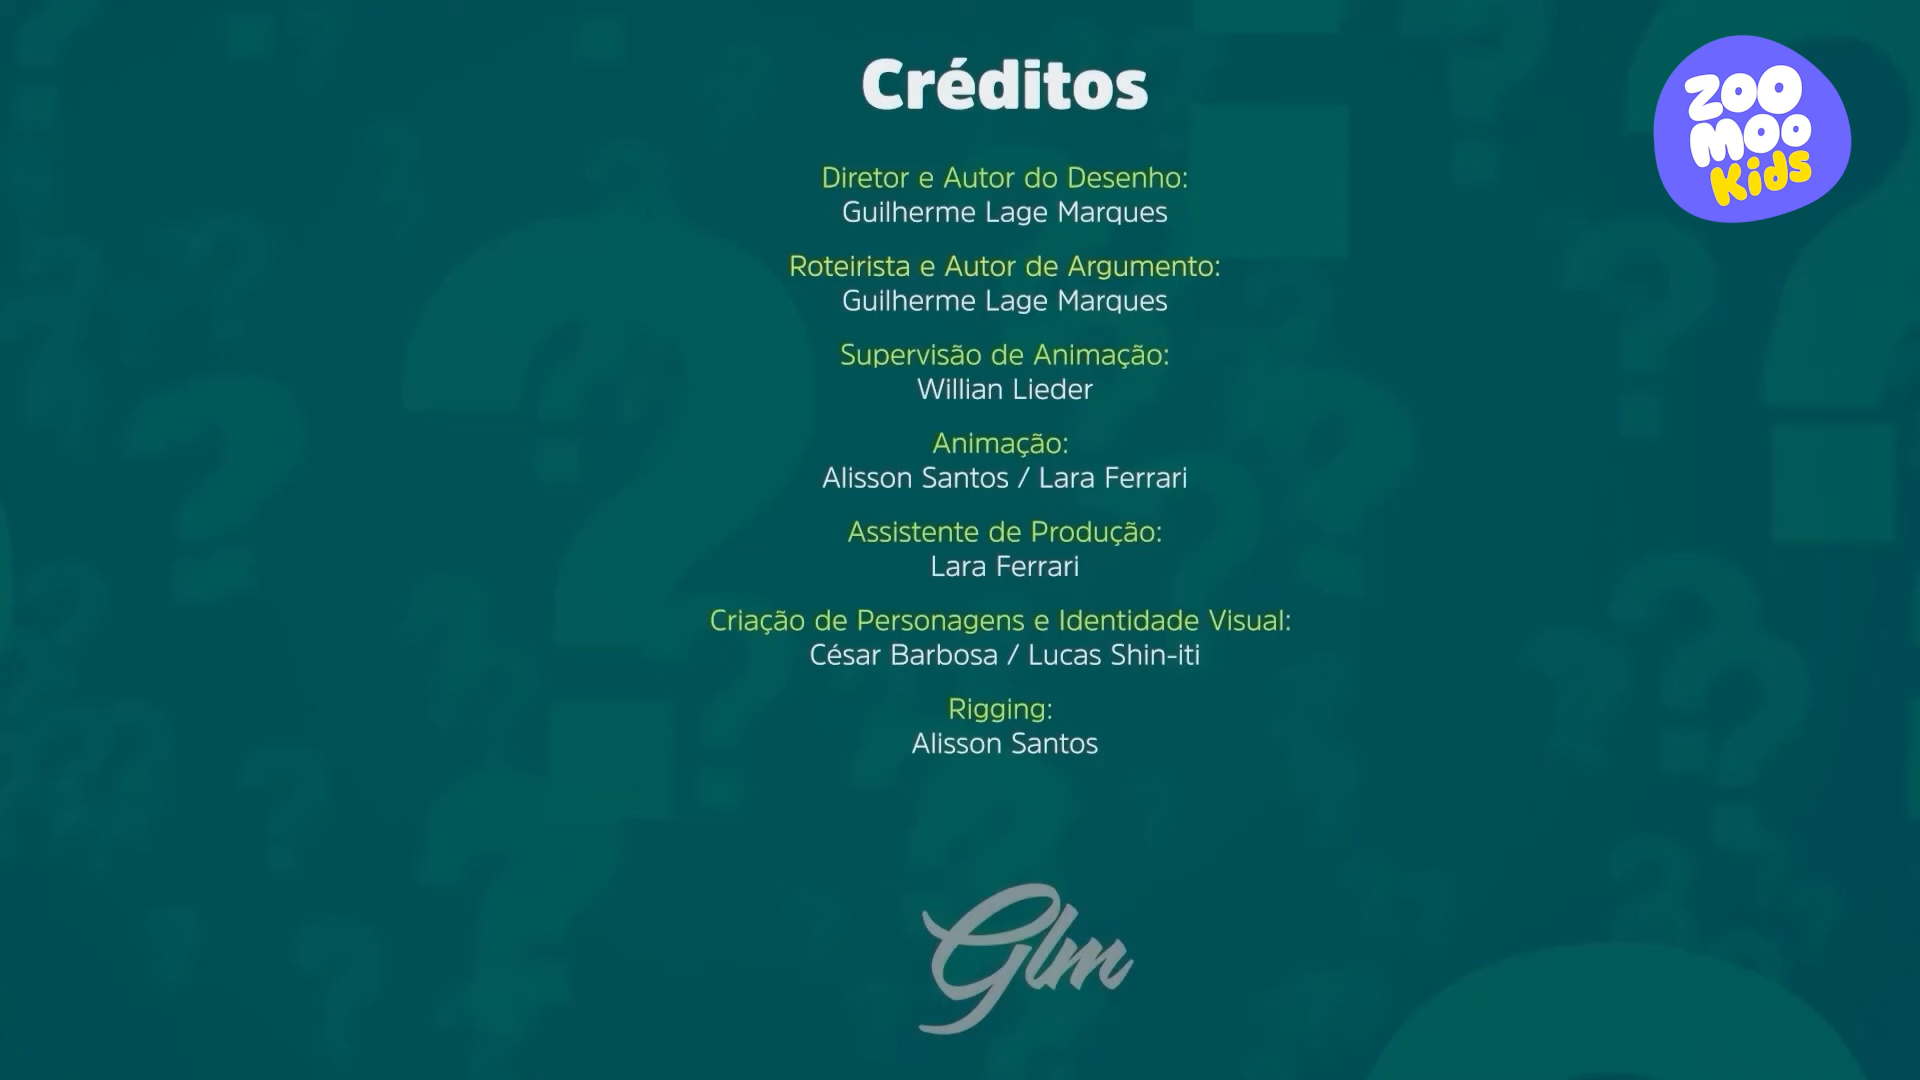 Créditos
ZOO
MOO
Kids
Diretor e Autor do Desenho:
Guilherme Lage Marques
Roteirista e Autor de Argumento:
Guilherme Lage Marques
Supervisão de Animação:
Willian Lieder
Animação:
Alisson Santos / Lara Ferrari
Assistente de Produção:
Lara Ferrari
Criação de Personagens e Identidade Visual:
César Barbosa / Lucas Shin-iti
Rigging:
Alisson Santos
Glm